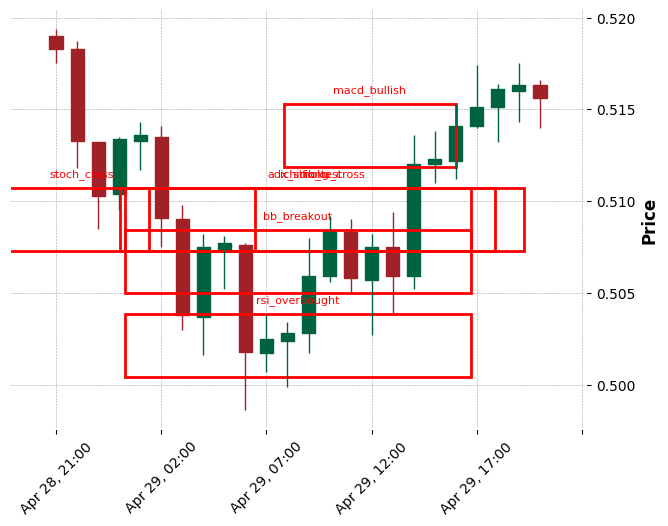 0.520
macd_bullish
0.515
stoch_cross
0.510
bb_breakout
Price
0.505
rsi_overbought
0.500
Apr 28, 21:00
Apr 29, 02:00
Apr 29, 07:00
Apr 29, 12:00
Apr 29, 17:00